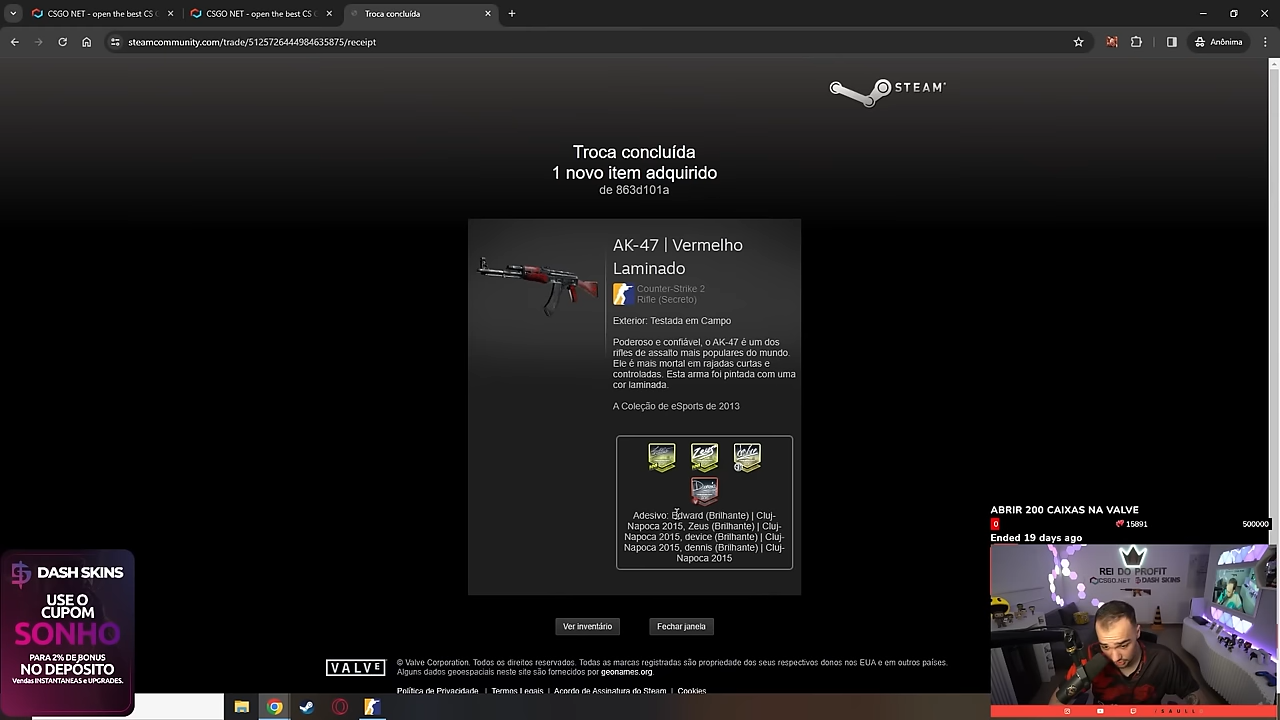 CSGO NET - open the best CS G
CSGO NET - open the best CS G
Troca concluída
steamcommunity.com/trade/5125726444984635875/receipt
Anônima
STEAM
Troca concluída
1 novo item adquirido
de 863d101a
AK-47 | Vermelho
Laminado
Counter-Strike 2
Rifle (Secreto)
Exterior: Testada em Campo
Poderoso e confiável, o AK-47 é um dos
rifles de assalto mais populares do mundo.
Ele é mais mortal em rajadas curtas e
controladas. Esta arma foi pintada com uma
cor laminada.
A Coleção de eSports de 2013
Adesivo: Edward (Brilhante) | Cluj-
Napoca 2015, Zeus (Brilhante) | Cluj-
Napoca 2015, device (Brilhante) | Cluj-
Napoca 2015, dennis (Brilhante) | Cluj-
Napoca 2015
Ver inventário
Fechar janela
VALVE
© Valve Corporation. Todos os direitos reservados. Todas as marcas registradas são propriedade dos seus respectivos donos nos EUA e em outros países.
Alguns dados geoespaciais neste site são fornecidos por geonames.org.
Política de Privacidade | Termos Legais | Acordo de Assinatura do Steam | Cookies
DASH SKINS
USE O
CUPOM
SONHO
PARA 2% DE BONUS
NO DEPÓSITO
Vendas INSTANTANEAS e UPGRADES.
ABRIR 200 CAIXAS NA VALVE
0 15891 500000
Ended 19 days ago
REI DO PROFIT
CSGO.NET DASH SKINS